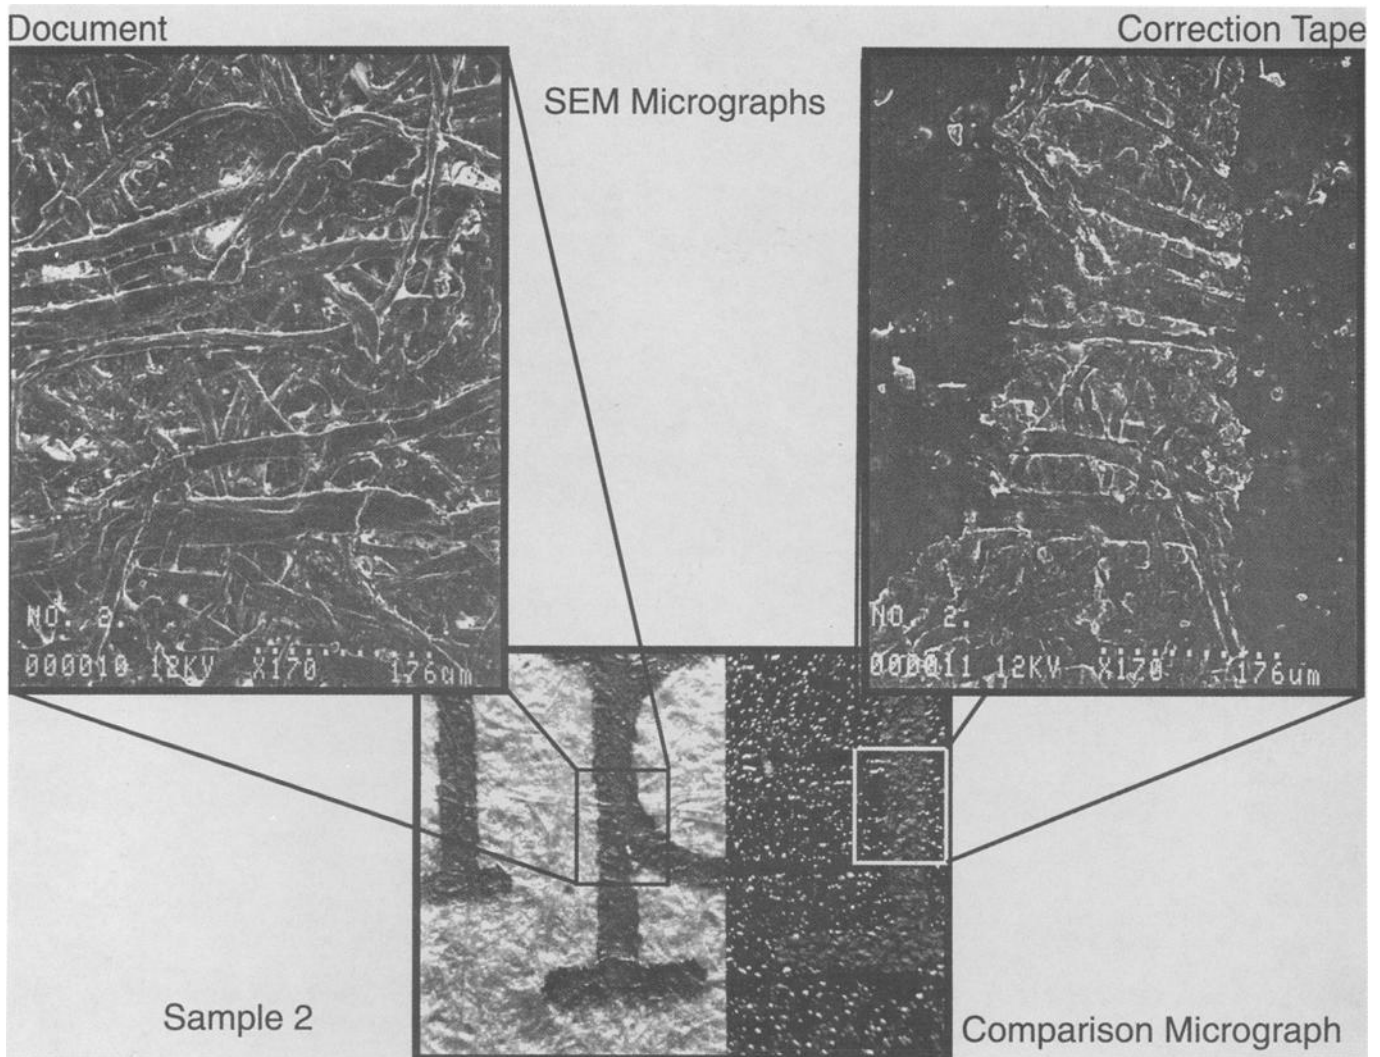 Document
Correction Tape
SEM Micrographs
NO. 2.
000010 12KV X170 176um
NO. 2.
000011 12KV X170 176um
Sample 2
Comparison Micrograph